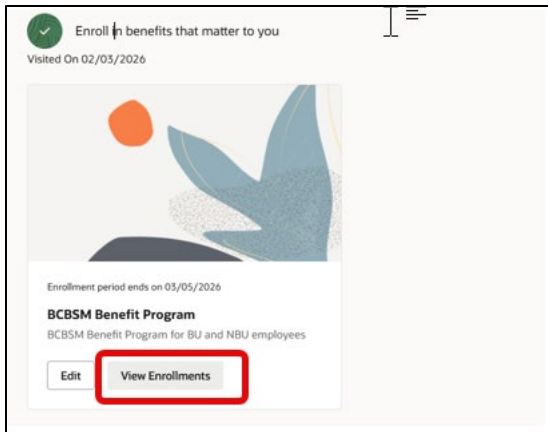 Enroll in benefits that matter to you
Visited On 02/03/2026
Enrollment period ends on 03/05/2026
BCBSM Benefit Program
BCBSM Benefit Program for BU and NBU employees
Edit View Enrollments